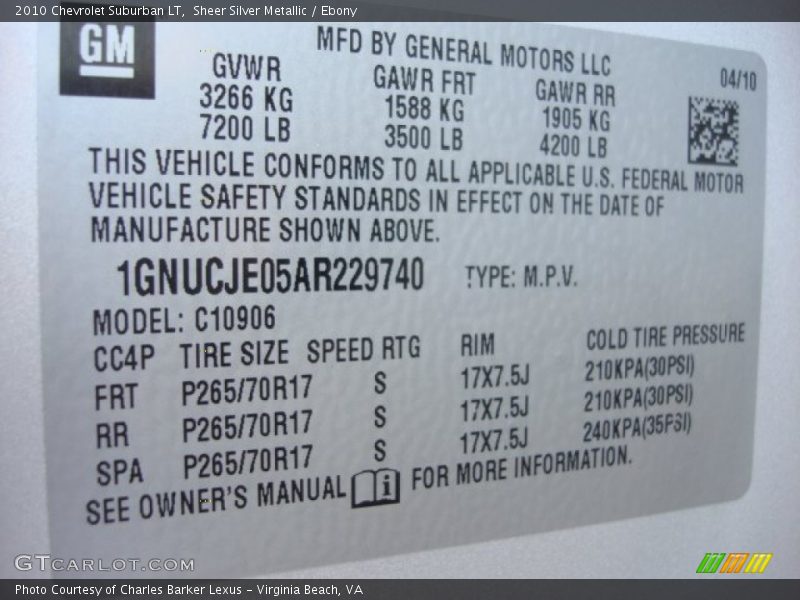 2010 Chevrolet Suburban LT, Sheer Silver Metallic / Ebony
GM
MFD BY GENERAL MOTORS LLC
04/10
GVWR GAWR FRT GAWR RR
3266 KG 1588 KG 1905 KG
7200 LB 3500 LB 4200 LB
THIS VEHICLE CONFORMS TO ALL APPLICABLE U.S. FEDERAL MOTOR
VEHICLE SAFETY STANDARDS IN EFFECT ON THE DATE OF
MANUFACTURE SHOWN ABOVE.
1GNUCJE05AR229740 TYPE: M.P.V.
MODEL: C10906
CC4P TIRE SIZE SPEED RTG RIM COLD TIRE PRESSURE
FRT P265/70R17 S 17X7.5J 210KPA(30PSI)
RR P265/70R17 S 17X7.5J 210KPA(30PSI)
SPA P265/70R17 S 17X7.5J 240KPA(35PSI)
SEE OWNER'S MANUAL i FOR MORE INFORMATION.
GTCARLOT.COM
Photo Courtesy of Charles Barker Lexus - Virginia Beach, VA